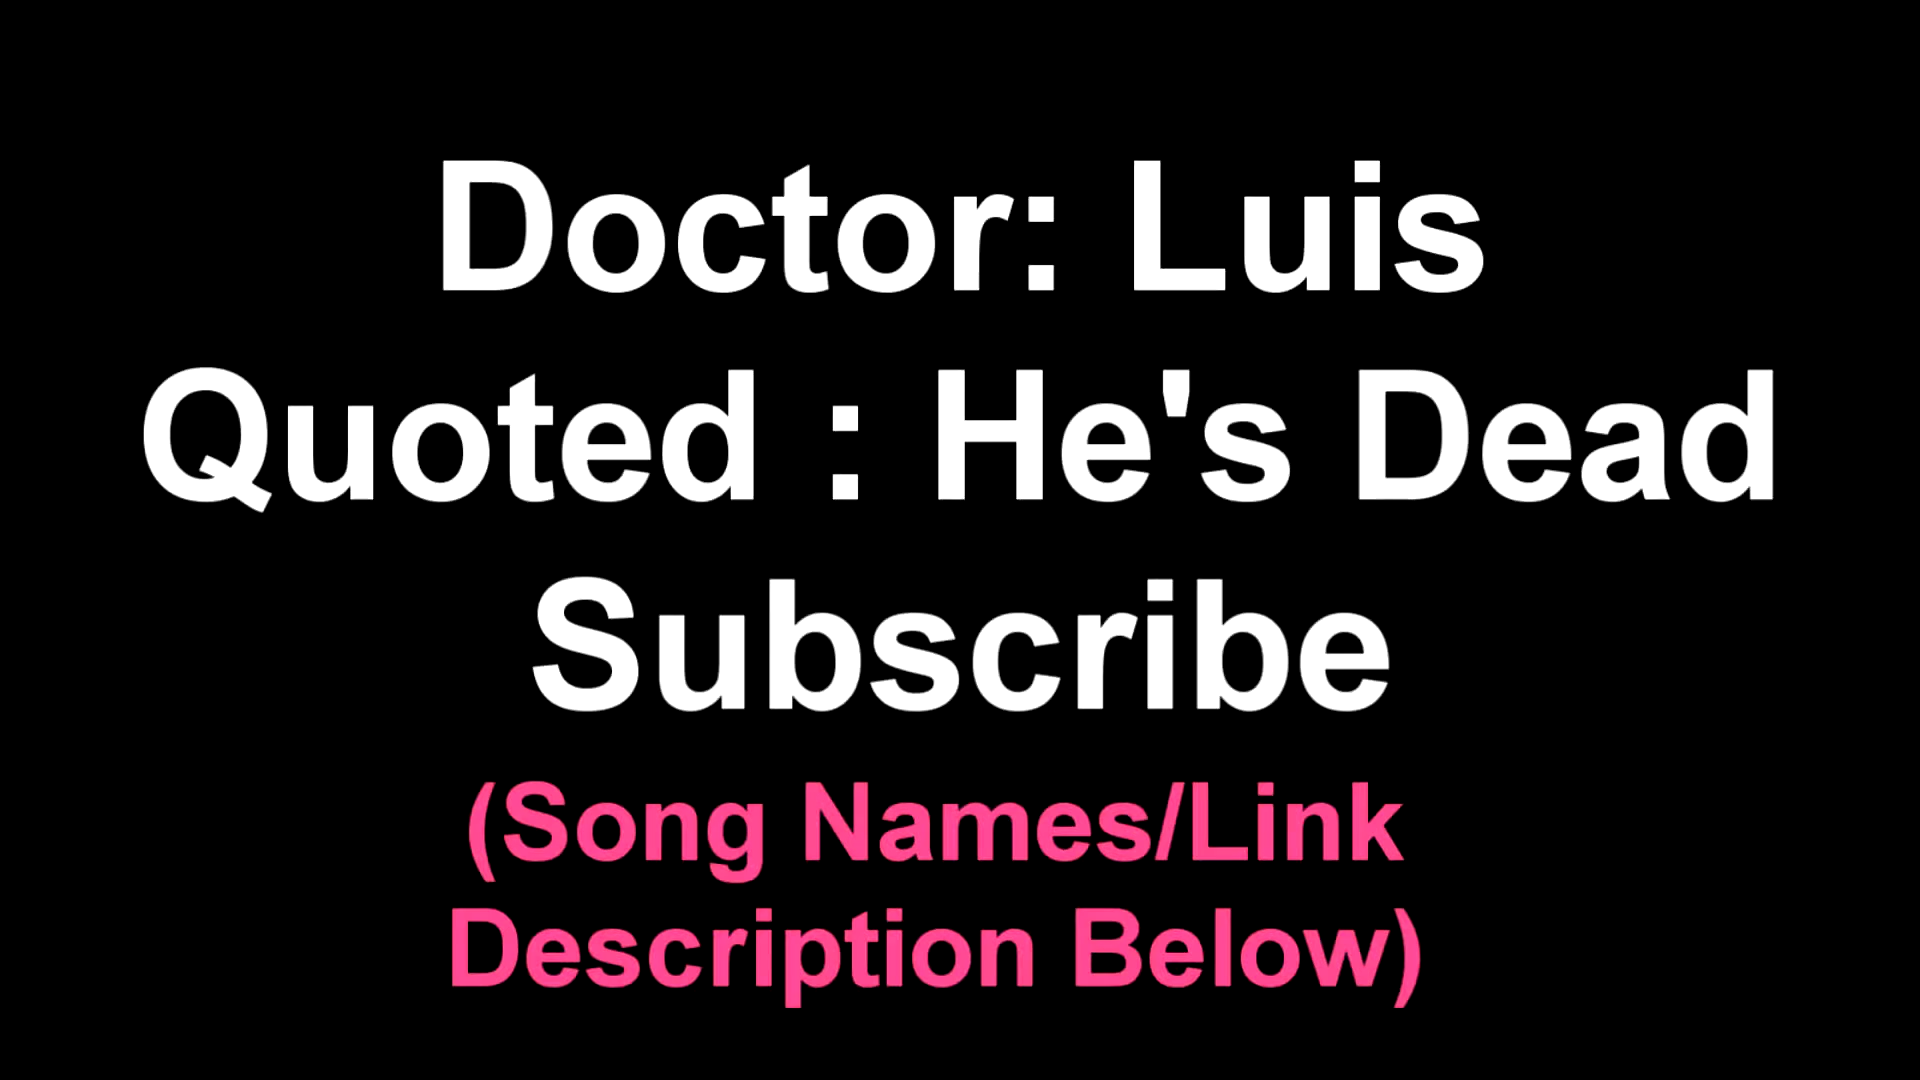 Doctor: Luis
Quoted : He's Dead
Subscribe
(Song Names/Link
Description Below)